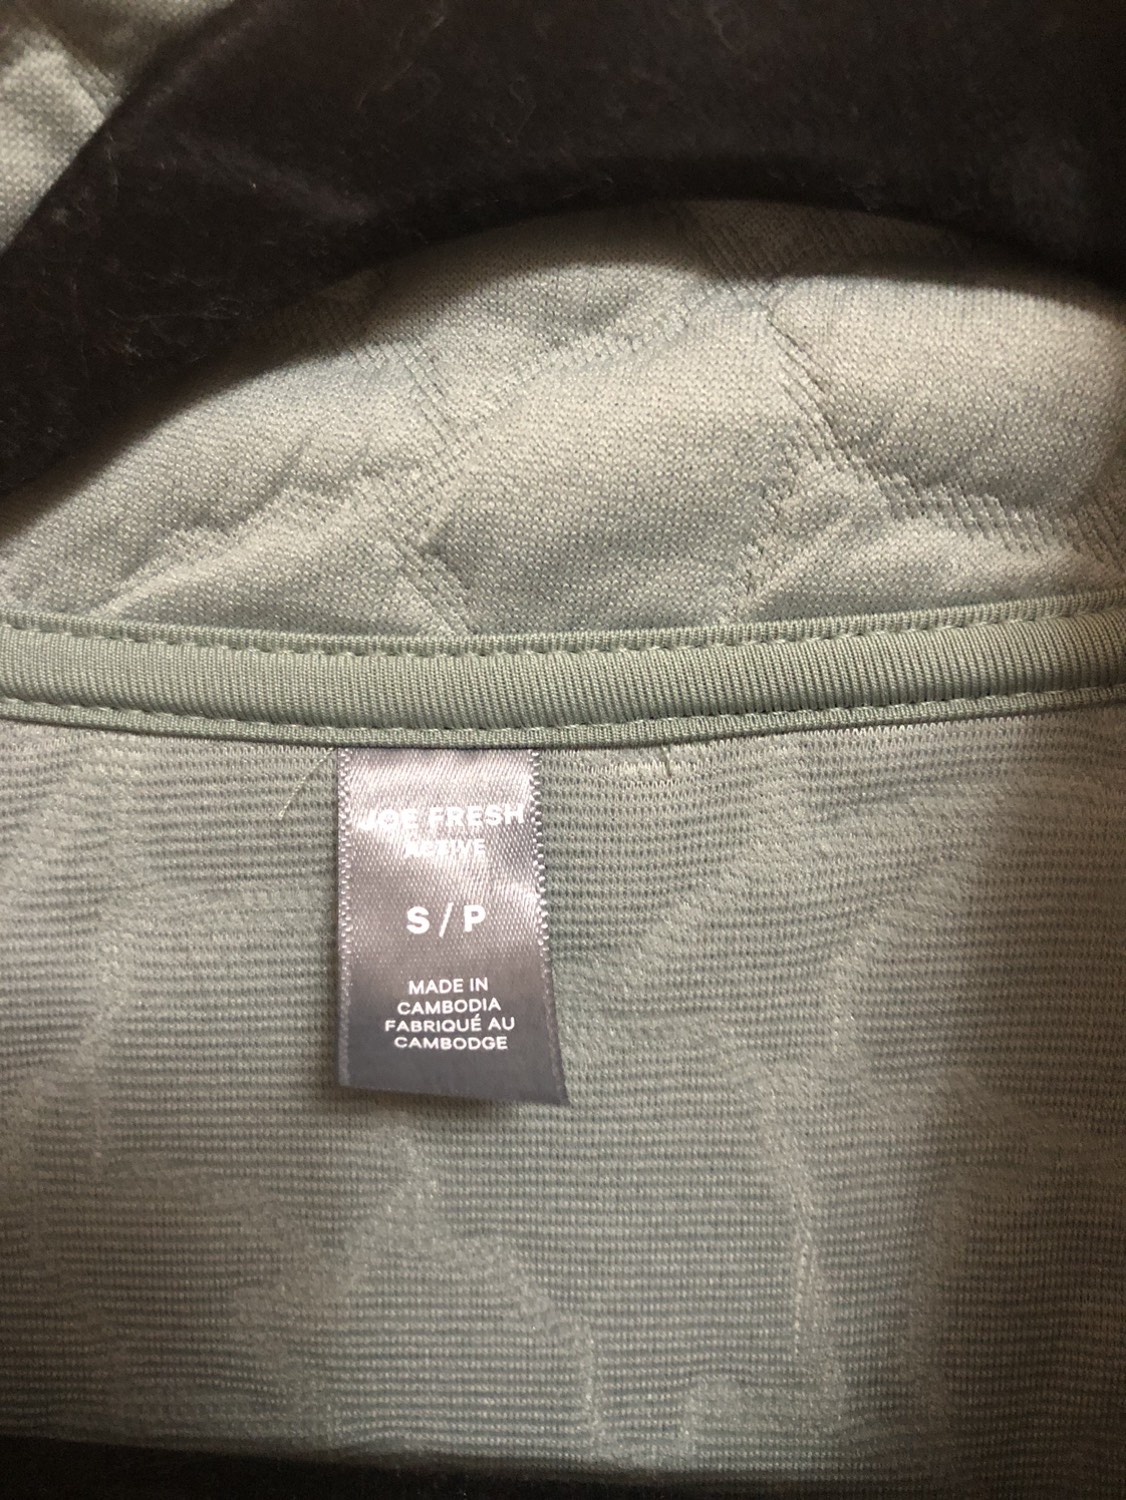 JOE FRESH
ACTIVE
S / P
MADE IN
CAMBODIA
FABRIQUÉ AU
CAMBODGE